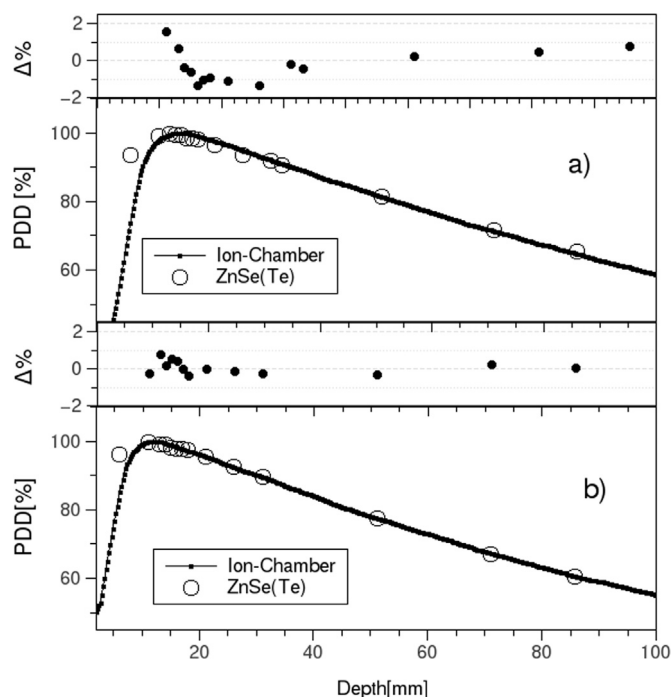 2
Δ%
0
-2
100
PDD [%]
80
60
a)
Ion-Chamber
ZnSe(Te)
2
Δ%
0
-2
100
PDD[%]
80
60
b)
Ion-Chamber
ZnSe(Te)
20 40 60 80 100
Depth[mm]